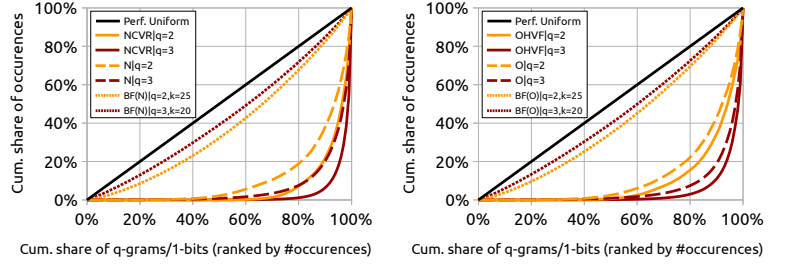 Cum. share of occurences
100%
80%
60%
40%
20%
0%
Perf. Uniform
NCVR|q=2
NCVR|q=3
N|q=2
N|q=3
BF(N)|q=2,k=25
BF(N)|q=3,k=20
0% 20% 40% 60% 80% 100%
Cum. share of q-grams/1-bits (ranked by #occurences)
Cum. share of occurences
100%
80%
60%
40%
20%
0%
Perf. Uniform
OHVF|q=2
OHVF|q=3
O|q=2
O|q=3
BF(O)|q=2,k=25
BF(O)|q=3,k=20
0% 20% 40% 60% 80% 100%
Cum. share of q-grams/1-bits (ranked by #occurences)